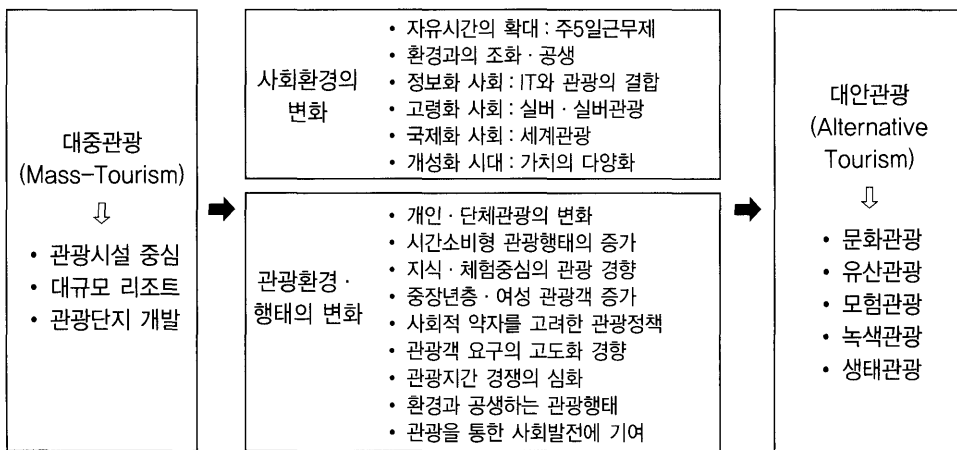 대중관광
(Mass-Tourism)
⇩
• 관광시설 중심
• 대규모 리조트
• 관광단지 개발
사회환경의
변화
• 자유시간의 확대 : 주5일근무제
• 환경과의 조화 · 공생
• 정보화 사회 : IT와 관광의 결합
• 고령화 사회 : 실버 · 실버관광
• 국제화 사회 : 세계관광
• 개성화 시대 : 가치의 다양화
관광환경 ·
행태의 변화
• 개인 · 단체관광의 변화
• 시간소비형 관광행태의 증가
• 지식 · 체험중심의 관광 경향
• 중장년층 · 여성 관광객 증가
• 사회적 약자를 고려한 관광정책
• 관광객 요구의 고도화 경향
• 관광지간 경쟁의 심화
• 환경과 공생하는 관광행태
• 관광을 통한 사회발전에 기여
대안관광
(Alternative
Tourism)
⇩
• 문화관광
• 유산관광
• 모험관광
• 녹색관광
• 생태관광